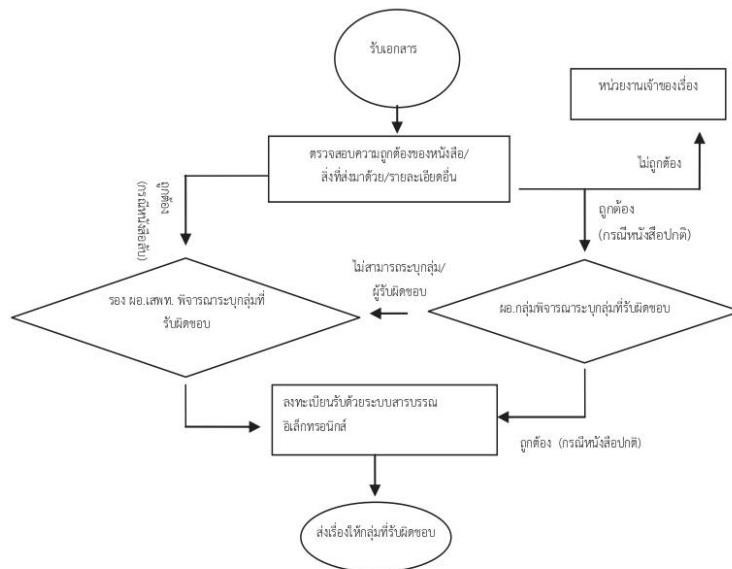 รับเอกสาร
หน่วยงานเจ้าของเรื่อง
ตรวจสอบความถูกต้องของหนังสือ/
สิ่งที่ส่งมาด้วย/รายละเอียดอื่น
ไม่ถูกต้อง
ถูกต้อง
(กรณีหนังสือลับ)
ถูกต้อง
(กรณีหนังสือปกติ)
ไม่สามารถระบุกลุ่ม/
ผู้รับผิดชอบ
รอง ผอ.เสพท. พิจารณาระบุกลุ่มที่
รับผิดชอบ
ผอ.กลุ่มพิจารณาระบุกลุ่มที่รับผิดชอบ
ลงทะเบียนรับด้วยระบบสารบรรณ
อิเล็กทรอนิกส์
ถูกต้อง (กรณีหนังสือปกติ)
ส่งเรื่องให้กลุ่มที่รับผิดชอบ